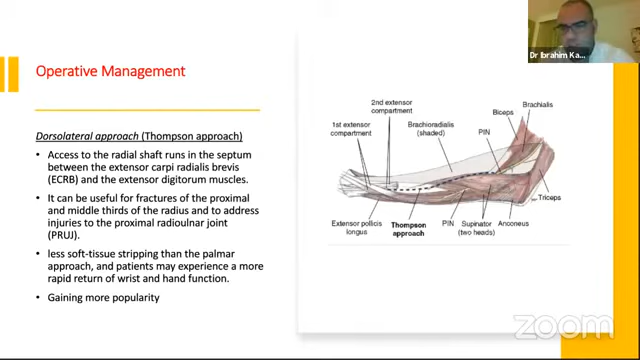 Dr Ibrahim Ka...
Operative Management
Dorsolateral approach (Thompson approach)
• Access to the radial shaft runs in the septum
between the extensor carpi radialis brevis
(ECRB) and the extensor digitorum muscles.
• It can be useful for fractures of the proximal
and middle thirds of the radius and to address
injuries to the proximal radioulnar joint
(PRUJ).
• less soft-tissue stripping than the palmar
approach, and patients may experience a more
rapid return of wrist and hand function.
• Gaining more popularity
2nd extensor
compartment
1st extensor
compartment
Brachioradialis
(shaded)
PIN
Biceps
Brachialis
Triceps
Extensor pollicis
longus
Thompson
approach
PIN
Supinator
(two heads)
Anconeus
zoom